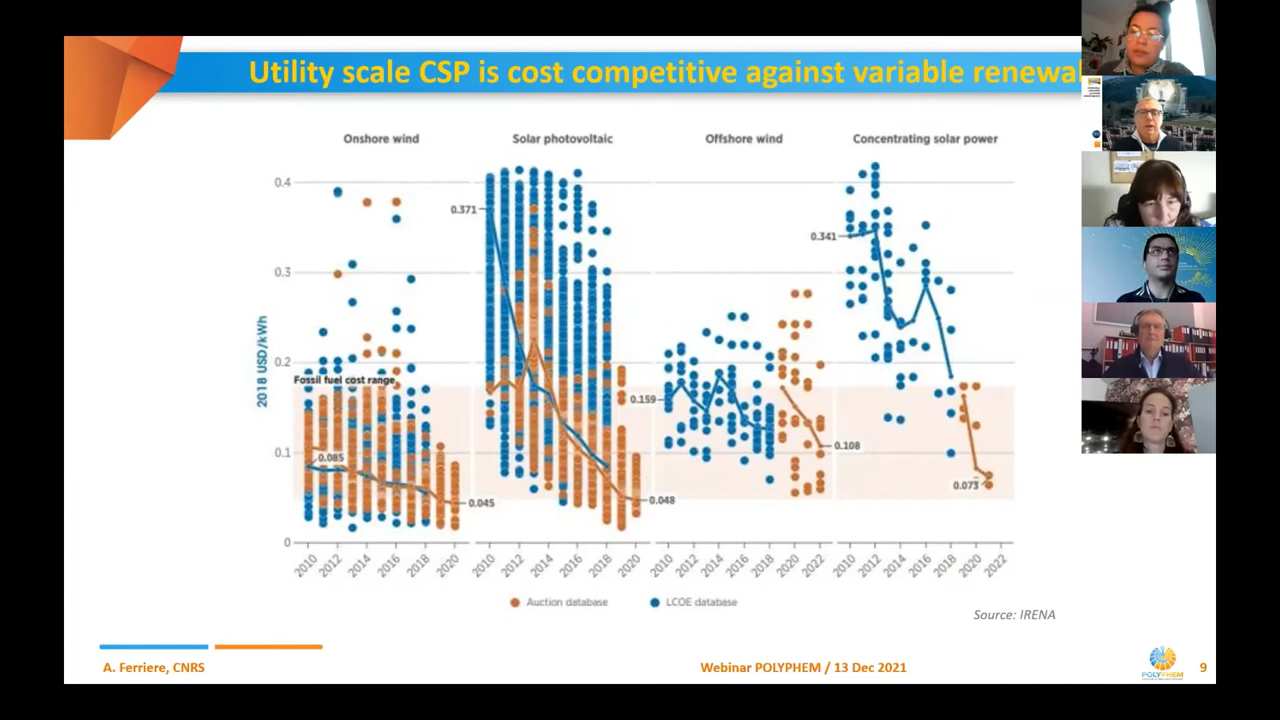 Utility scale CSP is cost competitive against variable renewal
Onshore wind
Solar photovoltaic
Offshore wind
Concentrating solar power
2018 USD/kWh
0.4
0.3
0.2
0.1
0
Fossil fuel cost range
0.085
0.045
0.371
0.048
0.159
0.108
0.341
0.073
2010 2012 2014 2016 2018 2020
2010 2012 2014 2016 2018 2020
2010 2012 2014 2016 2018 2020 2022
2010 2012 2014 2016 2018 2020 2022
Auction database
LCOE database
Source: IRENA
A. Ferriere, CNRS
Webinar POLYPHEM / 13 Dec 2021
POLYPHEM
9